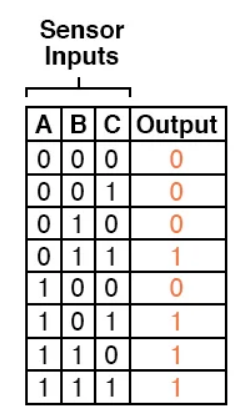 Sensor
Inputs
A B C Output
0 0 0 0
0 0 1 0
0 1 0 0
0 1 1 1
1 0 0 0
1 0 1 1
1 1 0 1
1 1 1 1